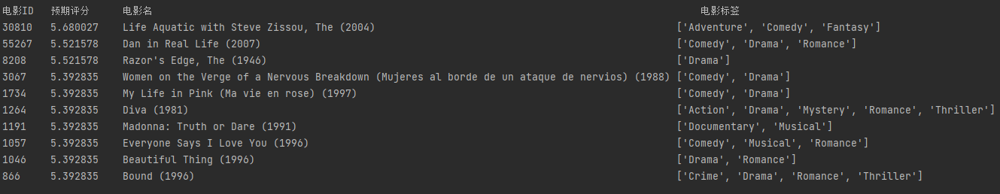 电影ID 预期评分 电影名 电影标签
30810 5.680027 Life Aquatic with Steve Zissou, The (2004) ['Adventure', 'Comedy', 'Fantasy']
55267 5.521578 Dan in Real Life (2007) ['Comedy', 'Drama', 'Romance']
8208 5.521578 Razor's Edge, The (1946) ['Drama']
3067 5.392835 Women on the Verge of a Nervous Breakdown (Mujeres al borde de un ataque de nervios) (1988) ['Comedy', 'Drama']
1734 5.392835 My Life in Pink (Ma vie en rose) (1997) ['Comedy', 'Drama']
1264 5.392835 Diva (1981) ['Action', 'Drama', 'Mystery', 'Romance', 'Thriller']
1191 5.392835 Madonna: Truth or Dare (1991) ['Documentary', 'Musical']
1057 5.392835 Everyone Says I Love You (1996) ['Comedy', 'Musical', 'Romance']
1046 5.392835 Beautiful Thing (1996) ['Drama', 'Romance']
866 5.392835 Bound (1996) ['Crime', 'Drama', 'Romance', 'Thriller']